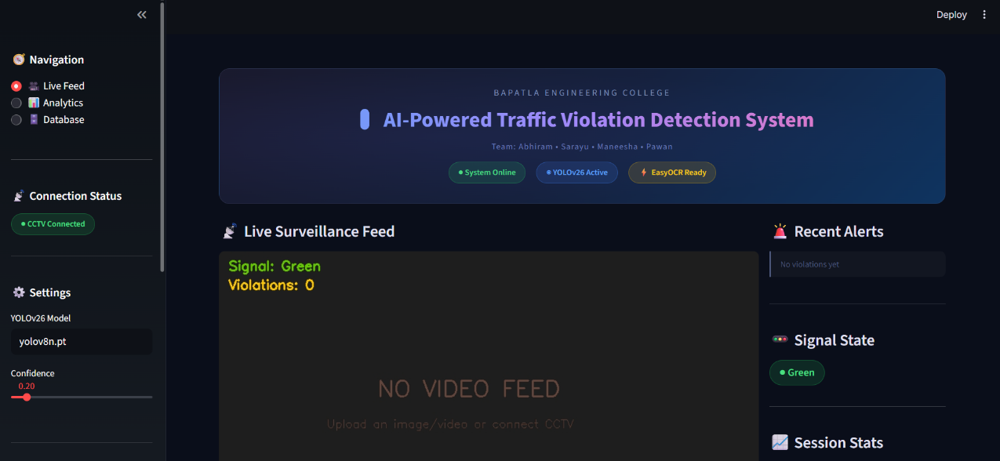 Deploy
Navigation
Live Feed
Analytics
Database
Connection Status
CCTV Connected
Settings
YOLOv26 Model
yolov8n.pt
Confidence
0.20
BAPATLA ENGINEERING COLLEGE
AI-Powered Traffic Violation Detection System
Team: Abhiram • Sarayu • Maneesha • Pawan
System Online
YOLOv26 Active
EasyOCR Ready
Live Surveillance Feed
Signal: Green
Violations: 0
NO VIDEO FEED
Upload an image/video or connect CCTV
Recent Alerts
No violations yet
Signal State
Green
Session Stats